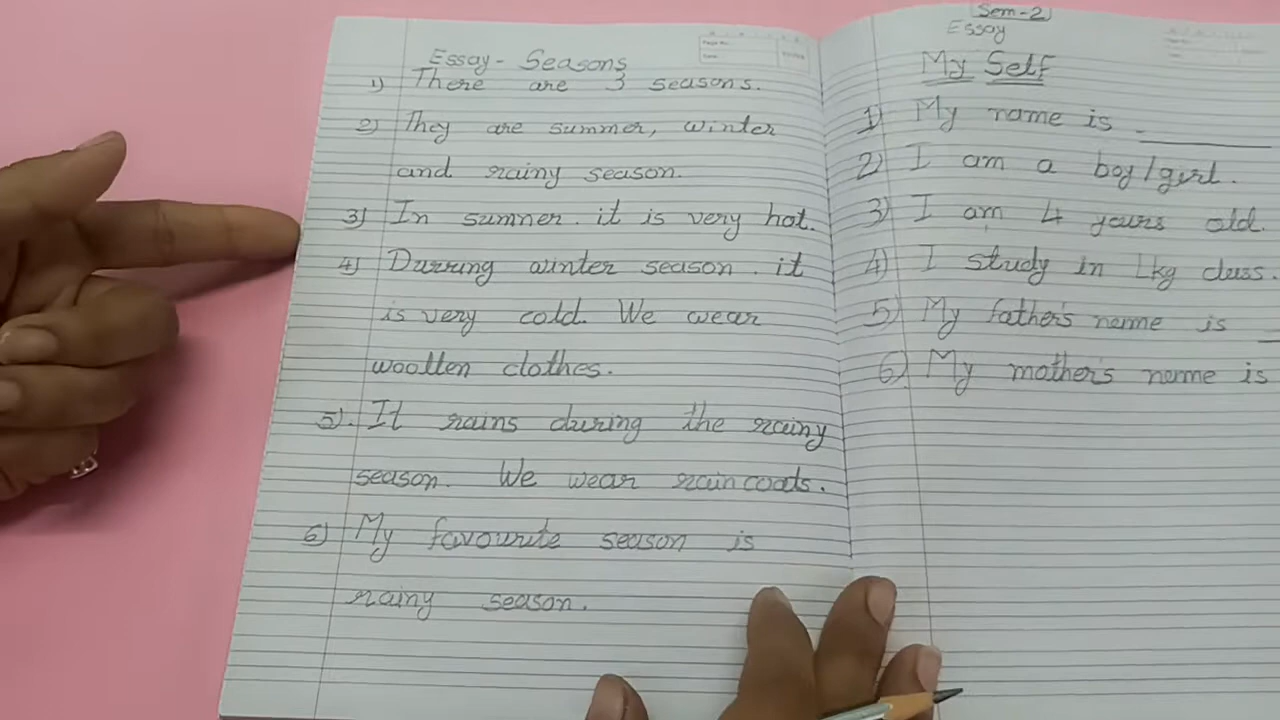 Essay - Seasons
1) There are 3 seasons.
2) They are summer, winter
and rainy season.
3) In summer. it is very hot.
4) Durring winter season. it
is very cold. We wear
woollen clothes.
5). It rains during the rainy
season. We wear raincoats.
6) My favourite season is
rainy season.
Sem-2
Essay
My Self
1) My name is
2) I am a boy/girl.
3) I am 4 years old.
4) I study in Lkg class.
5) My father's name is
6) My mother's name is